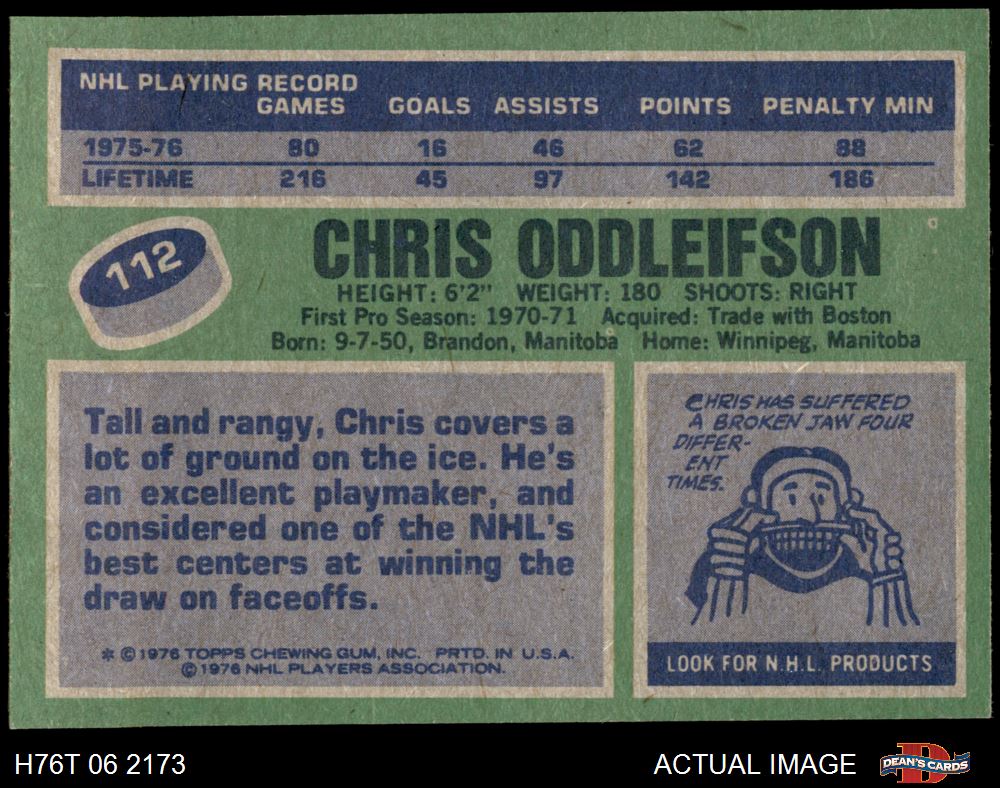 NHL PLAYING RECORD
GAMES GOALS ASSISTS POINTS PENALTY MIN
1975-76 80 16 46 62 88
LIFETIME 216 45 97 142 186
112
CHRIS ODDLEIFSON
HEIGHT: 6'2" WEIGHT: 180 SHOOTS: RIGHT
First Pro Season: 1970-71 Acquired: Trade with Boston
Born: 9-7-50, Brandon, Manitoba Home: Winnipeg, Manitoba
Tall and rangy, Chris covers a
lot of ground on the ice. He's
an excellent playmaker, and
considered one of the NHL's
best centers at winning the
draw on faceoffs.
* © 1976 TOPPS CHEWING GUM, INC. PRTD. IN U.S.A.
© 1976 NHL PLAYERS ASSOCIATION.
CHRIS HAS SUFFERED
A BROKEN JAW FOUR
DIFFER-
ENT
TIMES.
LOOK FOR N.H.L. PRODUCTS
H76T 06 2173 ACTUAL IMAGE
D
DEAN'S CARDS